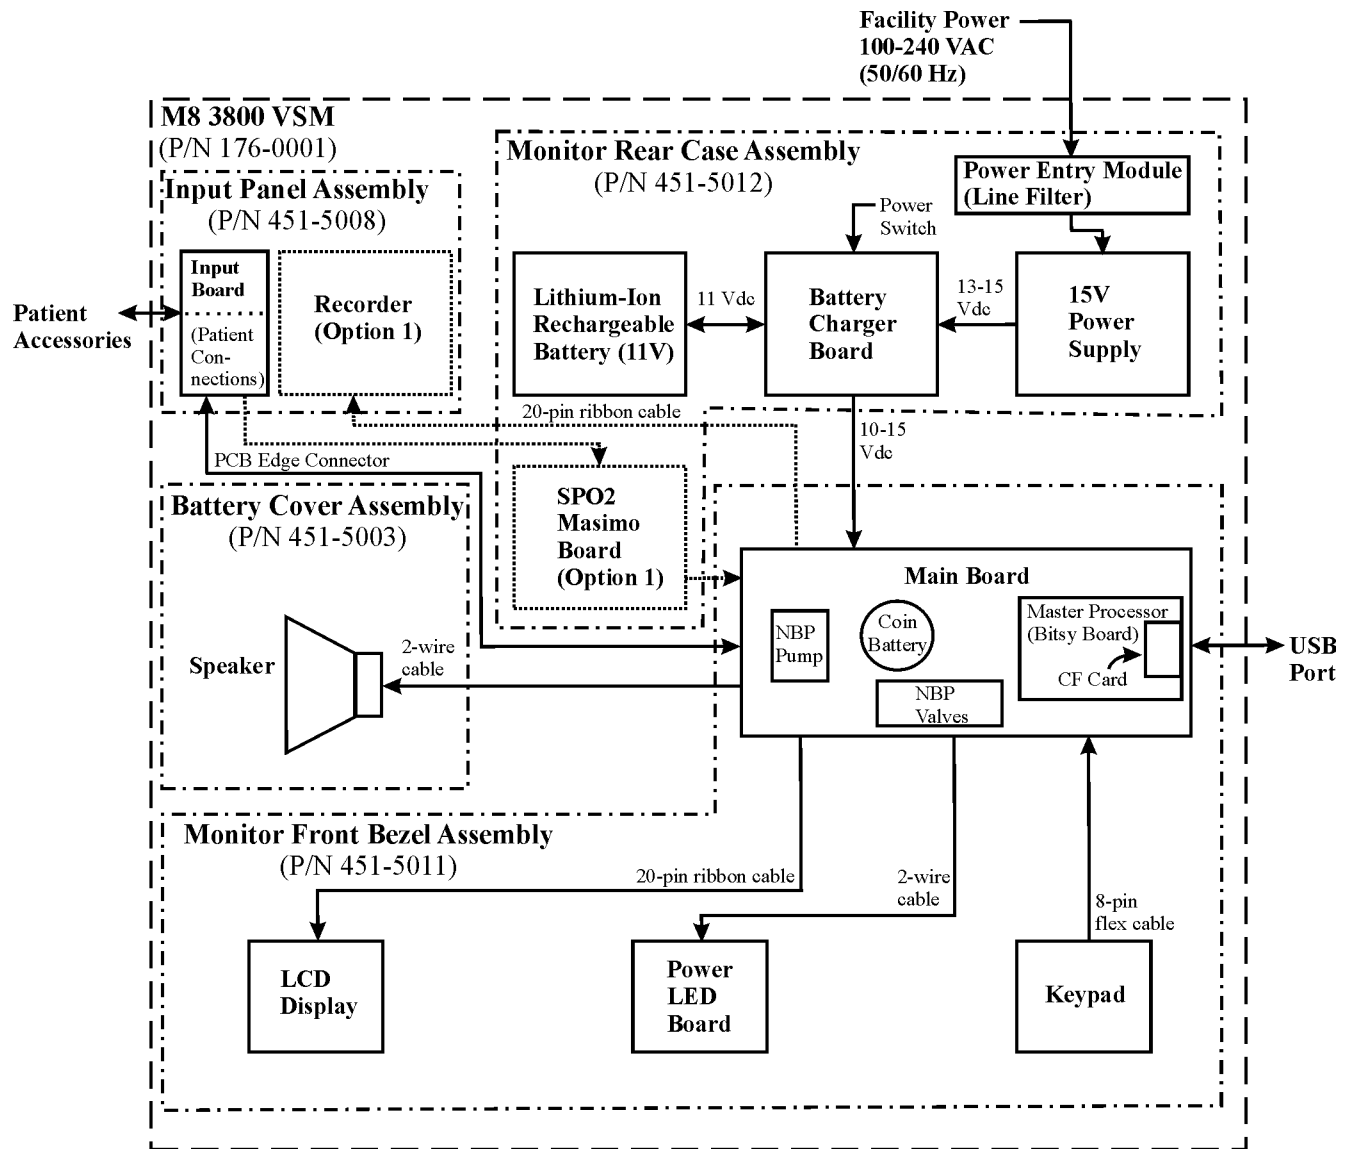 Facility Power
100-240 VAC
(50/60 Hz)
M8 3800 VSM
(P/N 176-0001)
Input Panel Assembly
(P/N 451-5008)
Monitor Rear Case Assembly
(P/N 451-5012)
Power Entry Module
(Line Filter)
Power
Switch
Input
Board
(Patient
Con-
nections)
Recorder
(Option 1)
Patient
Accessories
Lithium-Ion
Rechargeable
Battery (11V)
11 Vdc
Battery
Charger
Board
13-15
Vdc
15V
Power
Supply
20-pin ribbon cable
10-15
Vdc
PCB Edge Connector
Battery Cover Assembly
(P/N 451-5003)
SPO2
Masimo
Board
(Option 1)
Main Board
NBP
Pump
Coin
Battery
Master Processor
(Bitsy Board)
CF Card
NBP
Valves
USB
Port
Speaker
2-wire
cable
Monitor Front Bezel Assembly
(P/N 451-5011)
20-pin ribbon cable
2-wire
cable
8-pin
flex cable
LCD
Display
Power
LED
Board
Keypad